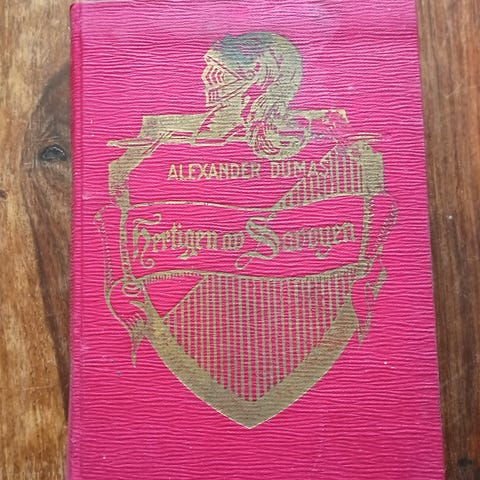 ALEXANDER DUMAS
Hertigen av Savoyen